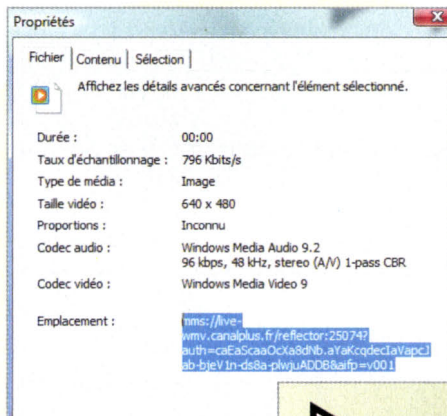 Propriétés
Fichier Contenu Sélection
Affichez les détails avancés concernant l'élément sélectionné.
Durée : 00:00
Taux d'échantillonnage : 796 Kbits/s
Type de média : Image
Taille vidéo : 640 x 480
Proportions : Inconnu
Codec audio : Windows Media Audio 9.2
96 kbps, 48 kHz, stereo (A/V) 1-pass CBR
Codec vidéo : Windows Media Video 9
Emplacement : mms://live-
wmv.canalplus.fr/reflector:25074?
auth=caEaScaaOcXa8dNb.aYaKcqdecIaVapcJ
ab-bjeV1n-ds8a-plwjuADDB&aifp=v001